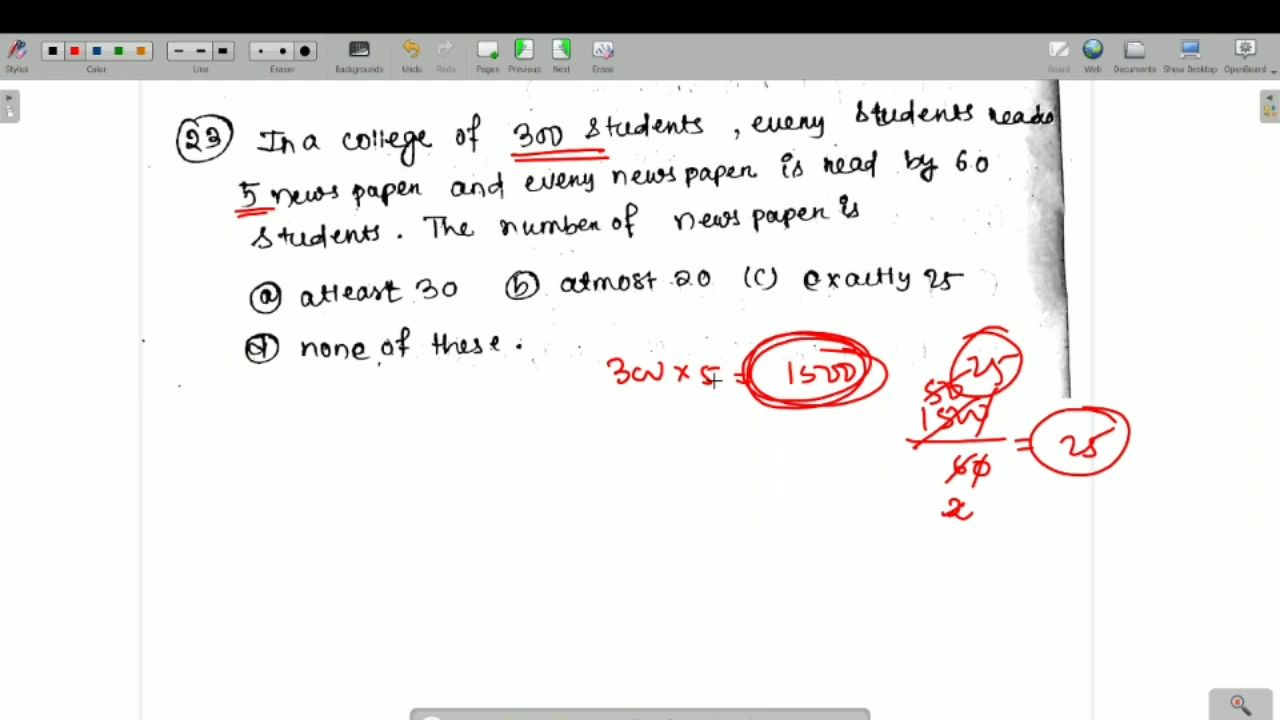 Stylus Color Line Eraser Backgrounds Undo Redo Pages Previous Next Erase Board Web Documents Show Desktop OpenBoard
23 In a college of 300 students, every students reads
5 news paper and every news paper is read by 60
students. The number of news paper is
(a) atleast 30 (b) atmost 20 (c) exactly 25
(d) none of these.
300 × 5 = 1500
25
50
1500
= 25
60
2